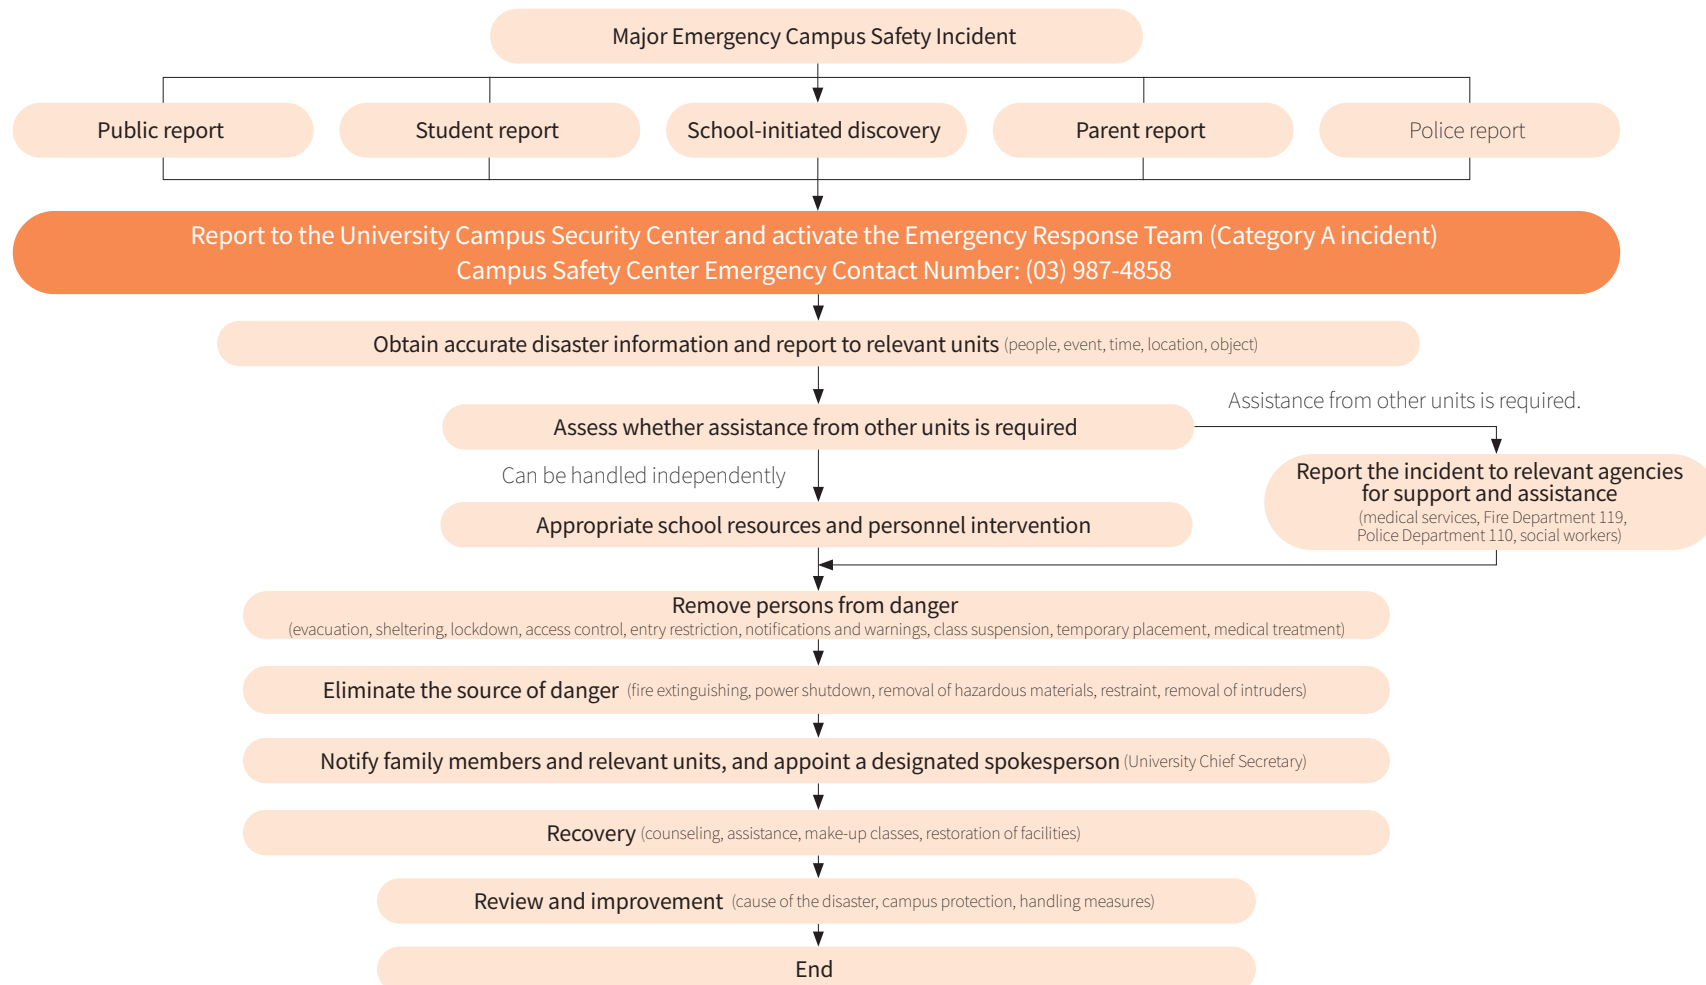 Major Emergency Campus Safety Incident
Public report
Student report
School-initiated discovery
Parent report
Police report
Report to the University Campus Security Center and activate the Emergency Response Team (Category A incident)
Campus Safety Center Emergency Contact Number: (03) 987-4858
Obtain accurate disaster information and report to relevant units (people, event, time, location, object)
Assess whether assistance from other units is required
Assistance from other units is required.
Can be handled independently
Report the incident to relevant agencies
for support and assistance
(medical services, Fire Department 119,
Police Department 110, social workers)
Appropriate school resources and personnel intervention
Remove persons from danger
(evacuation, sheltering, lockdown, access control, entry restriction, notifications and warnings, class suspension, temporary placement, medical treatment)
Eliminate the source of danger (fire extinguishing, power shutdown, removal of hazardous materials, restraint, removal of intruders)
Notify family members and relevant units, and appoint a designated spokesperson (University Chief Secretary)
Recovery (counseling, assistance, make-up classes, restoration of facilities)
Review and improvement (cause of the disaster, campus protection, handling measures)
End